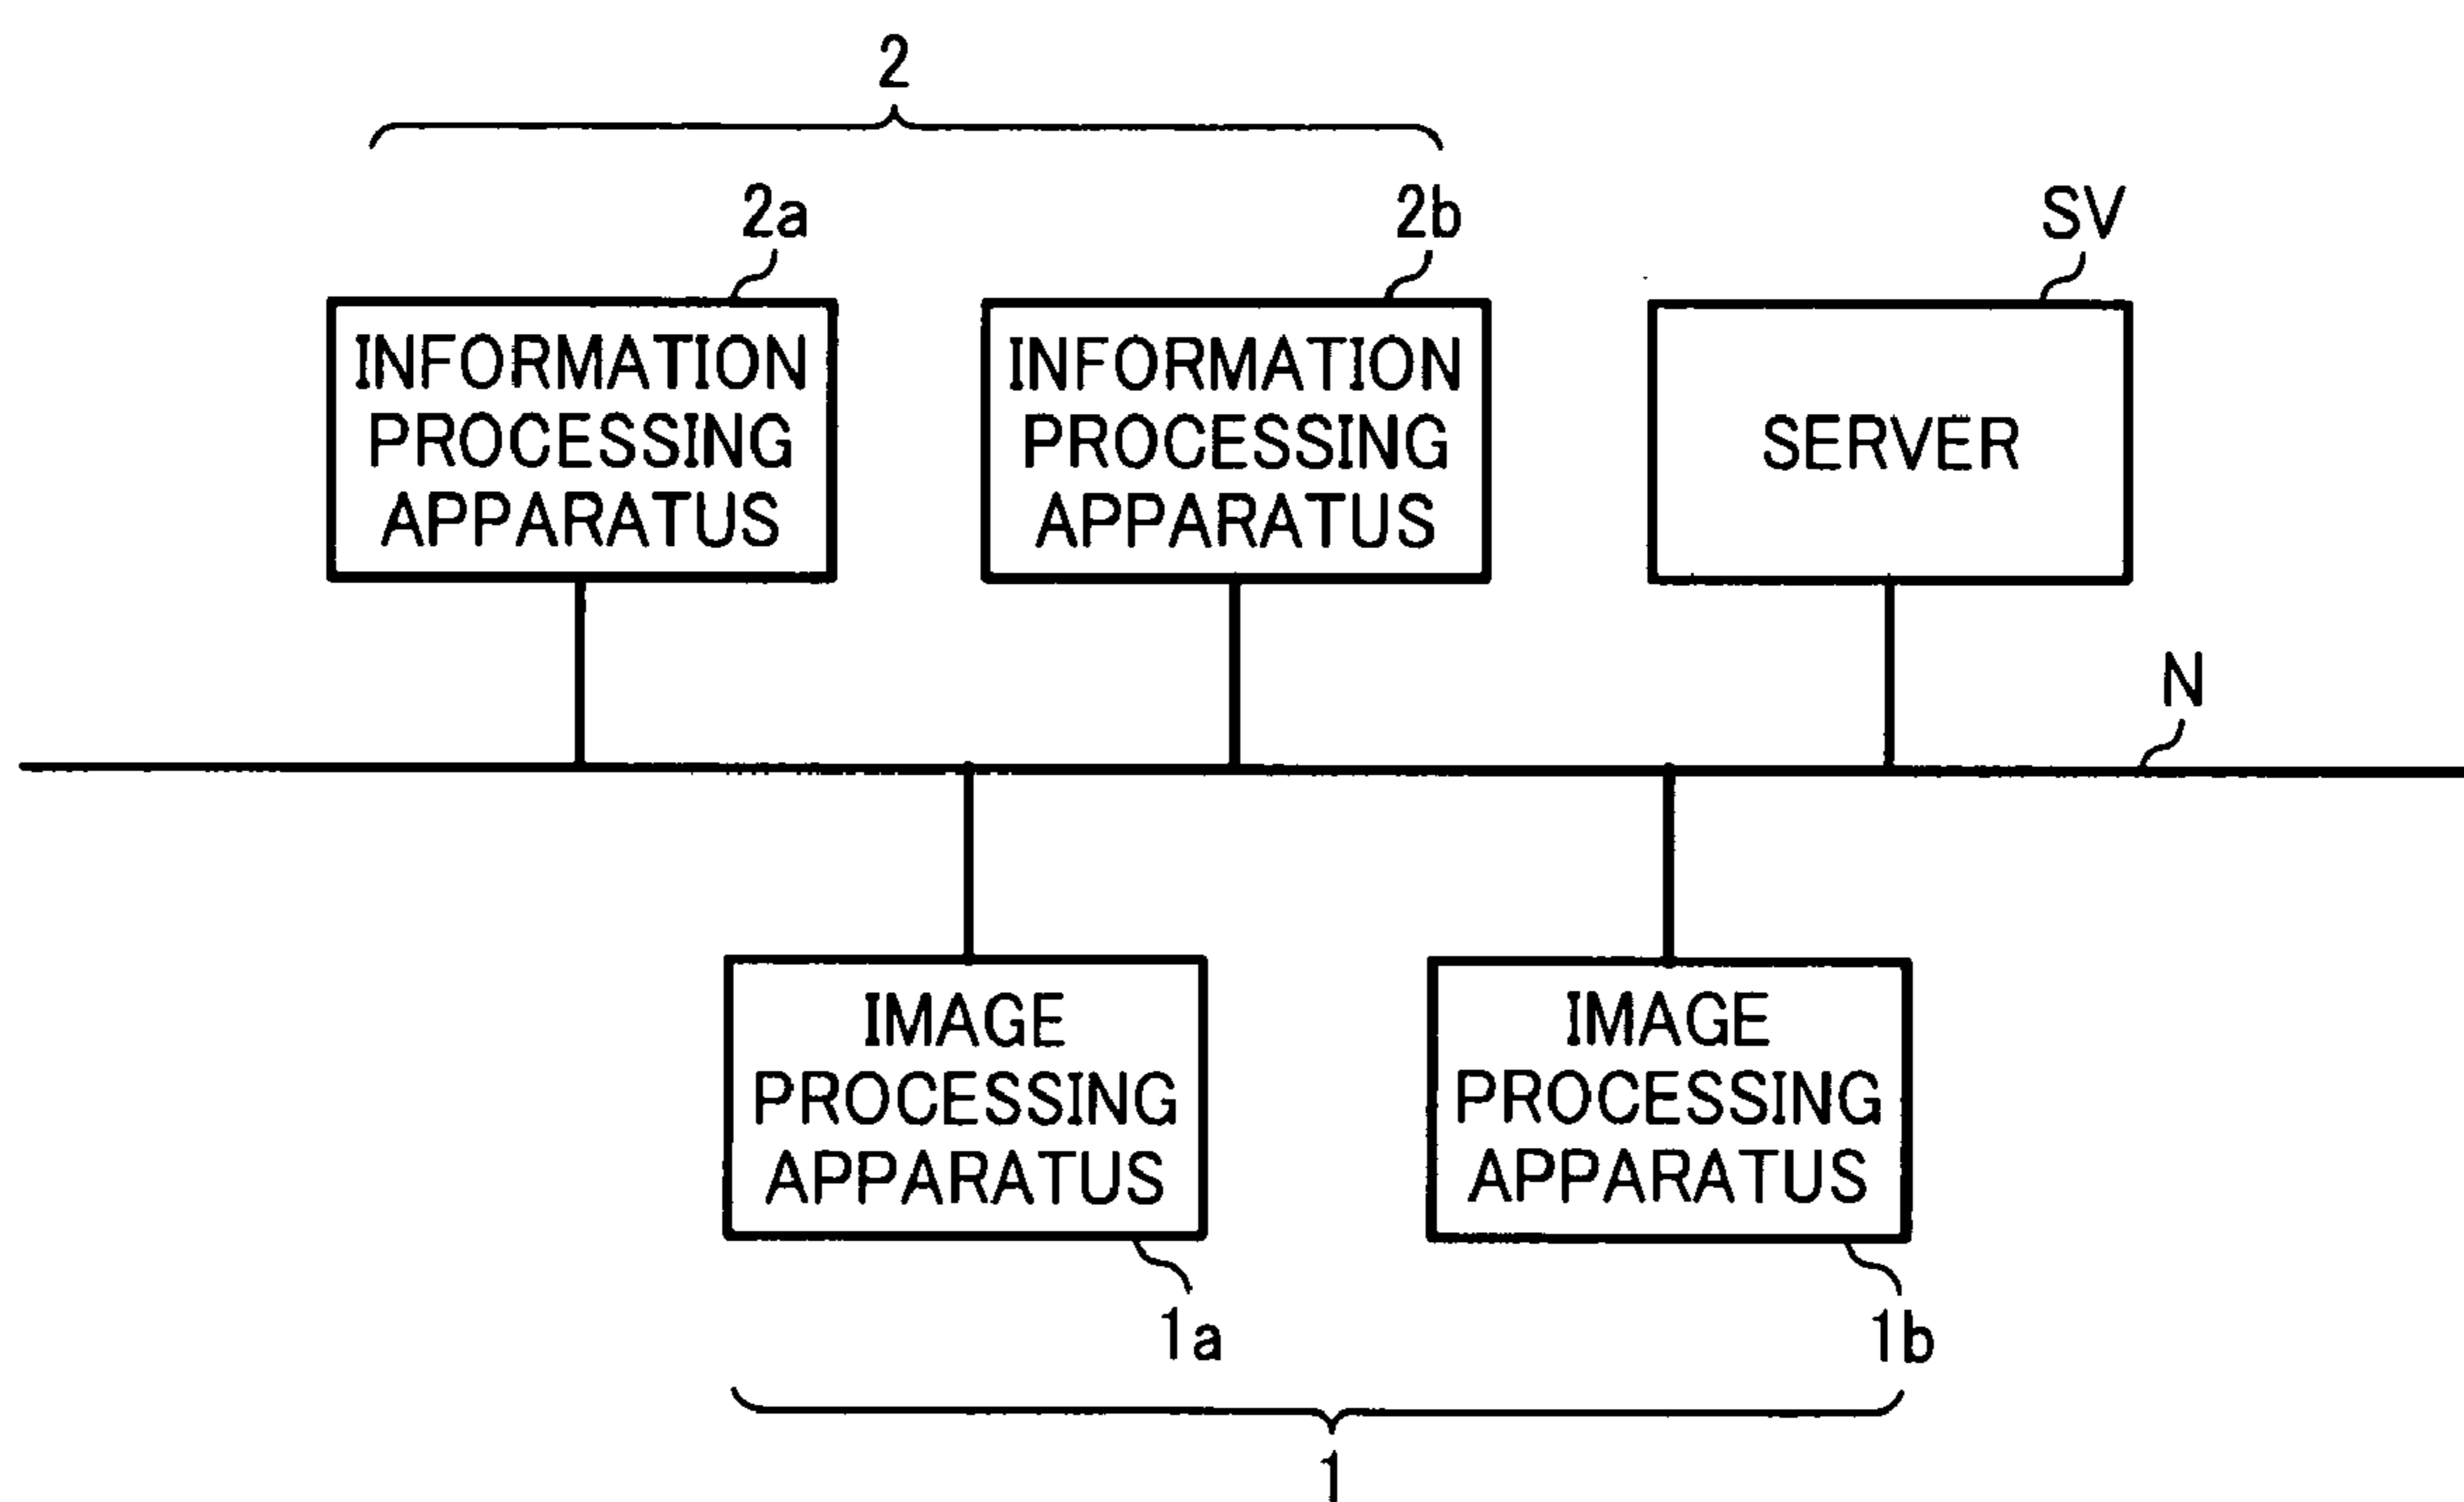 2
2a
2b
SV
INFORMATION
PROCESSING
APPARATUS
INFORMATION
PROCESSING
APPARATUS
SERVER
N
IMAGE
PROCESSING
APPARATUS
IMAGE
PROCESSING
APPARATUS
1a
1b
1